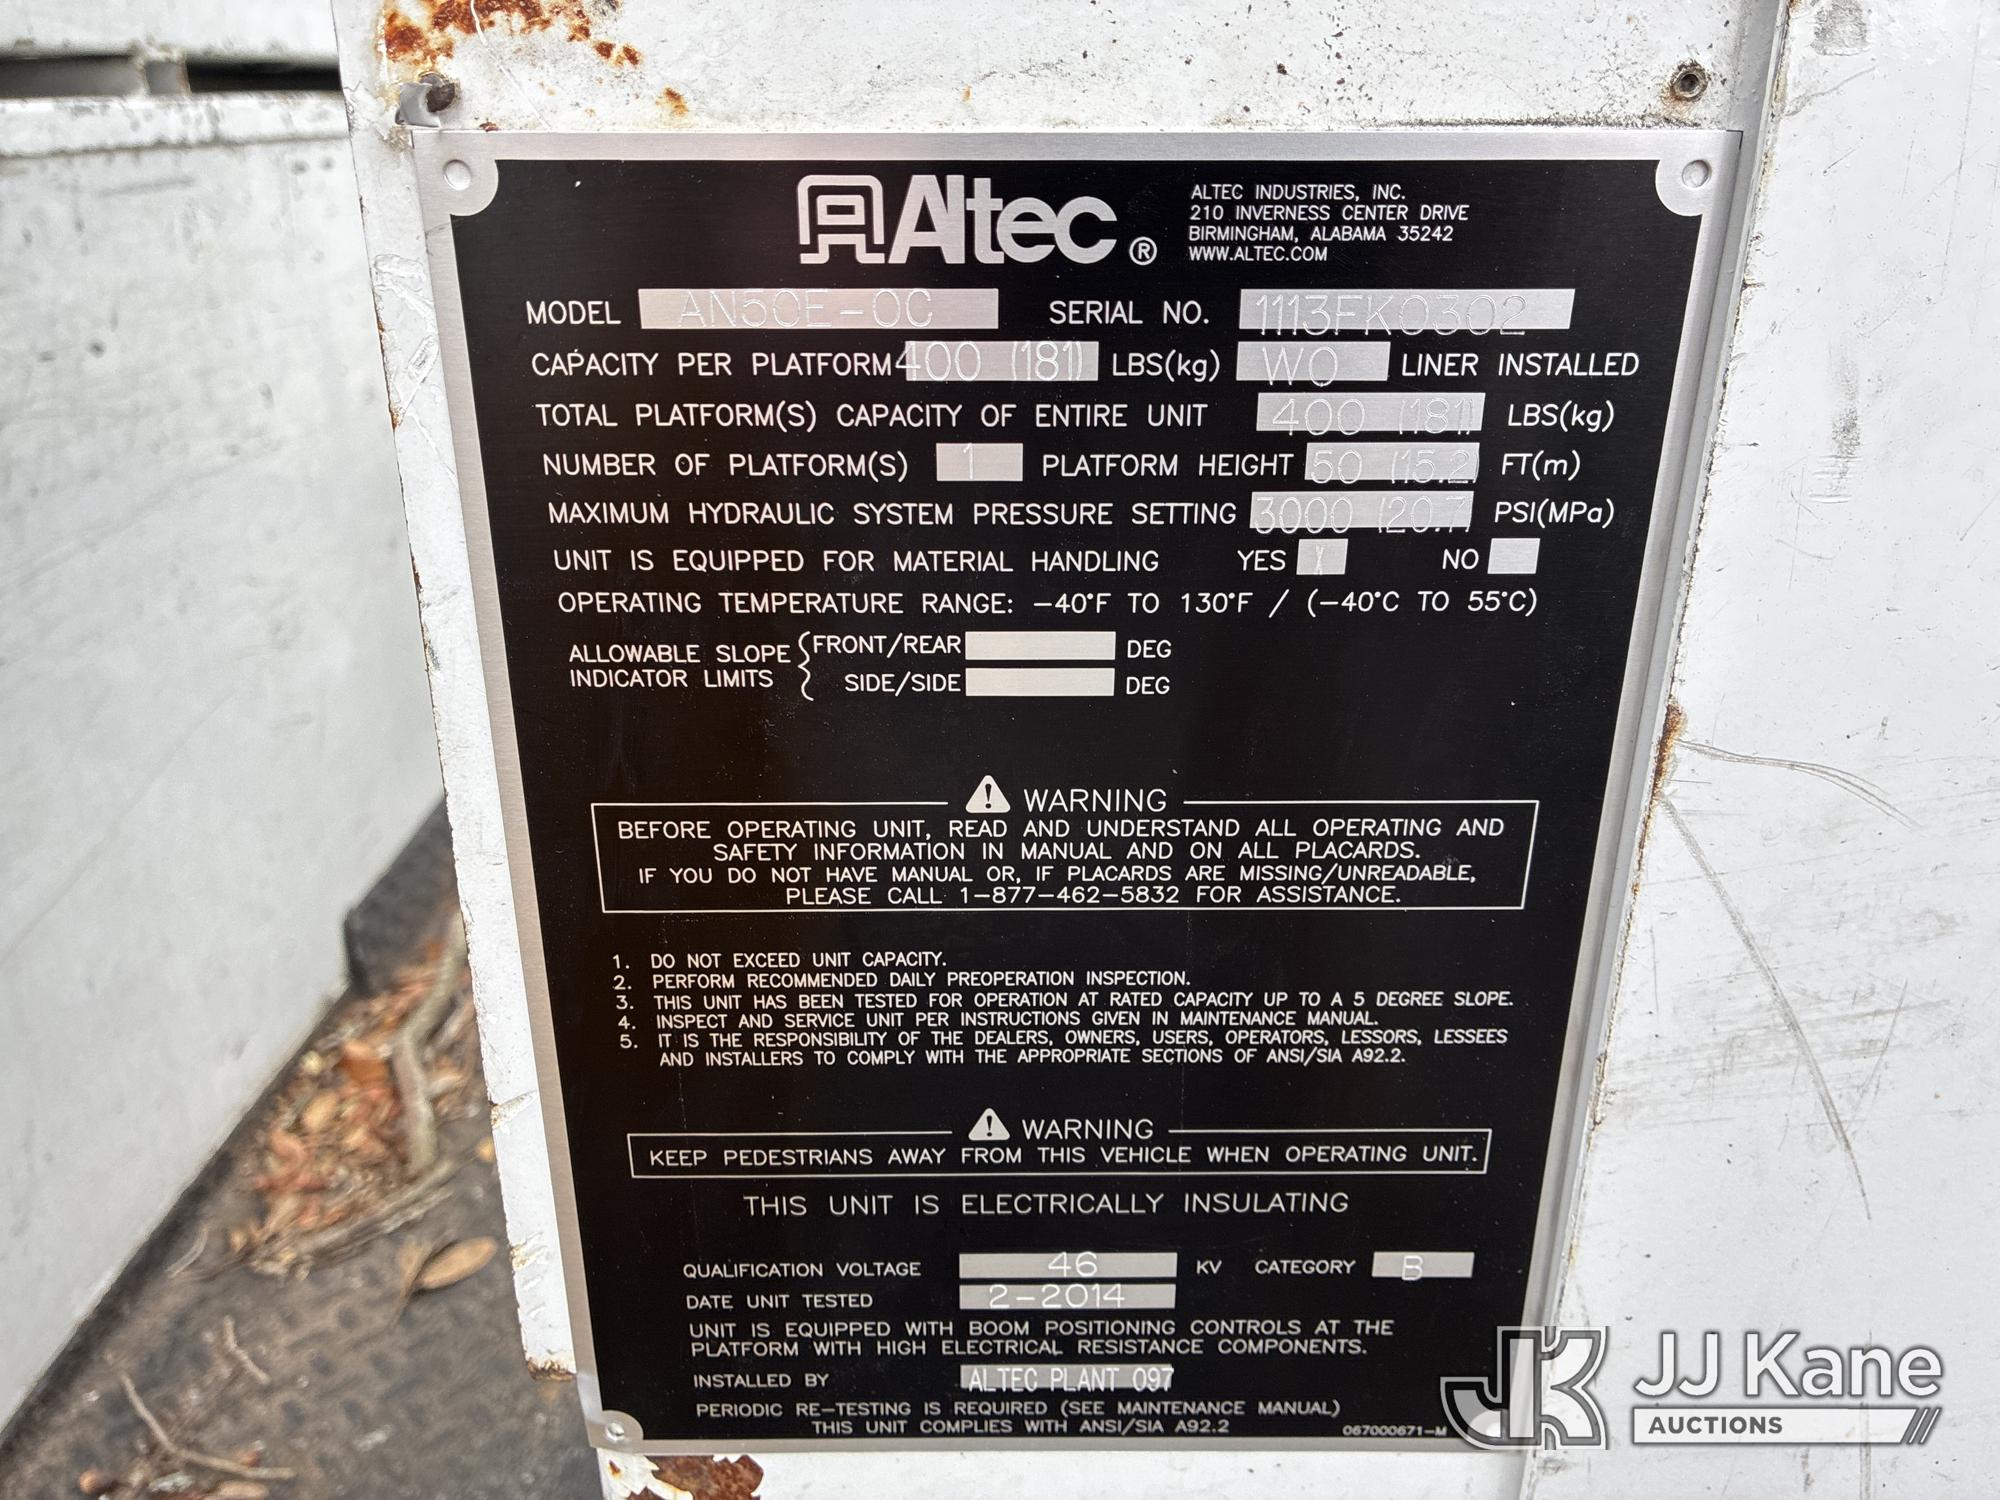 Altec®
ALTEC INDUSTRIES, INC.
210 INVERNESS CENTER DRIVE
BIRMINGHAM, ALABAMA 35242
WWW.ALTEC.COM
MODEL AN50E-OC SERIAL NO. 1113FK0302
CAPACITY PER PLATFORM 400 (181) LBS(kg) WO LINER INSTALLED
TOTAL PLATFORM(S) CAPACITY OF ENTIRE UNIT 400 (181) LBS(kg)
NUMBER OF PLATFORM(S) 1 PLATFORM HEIGHT 50 (15.2) FT(m)
MAXIMUM HYDRAULIC SYSTEM PRESSURE SETTING 3000 (20.7) PSI(MPa)
UNIT IS EQUIPPED FOR MATERIAL HANDLING YES X NO
OPERATING TEMPERATURE RANGE: -40°F TO 130°F / (-40°C TO 55°C)
ALLOWABLE SLOPE INDICATOR LIMITS
FRONT/REAR DEG
SIDE/SIDE DEG
WARNING
BEFORE OPERATING UNIT, READ AND UNDERSTAND ALL OPERATING AND
SAFETY INFORMATION IN MANUAL AND ON ALL PLACARDS.
IF YOU DO NOT HAVE MANUAL OR, IF PLACARDS ARE MISSING/UNREADABLE,
PLEASE CALL 1-877-462-5832 FOR ASSISTANCE.
1. DO NOT EXCEED UNIT CAPACITY.
2. PERFORM RECOMMENDED DAILY PREOPERATION INSPECTION.
3. THIS UNIT HAS BEEN TESTED FOR OPERATION AT RATED CAPACITY UP TO A 5 DEGREE SLOPE.
4. INSPECT AND SERVICE UNIT PER INSTRUCTIONS GIVEN IN MAINTENANCE MANUAL.
5. IT IS THE RESPONSIBILITY OF THE DEALERS, OWNERS, USERS, OPERATORS, LESSORS, LESSEES
AND INSTALLERS TO COMPLY WITH THE APPROPRIATE SECTIONS OF ANSI/SIA A92.2.
WARNING
KEEP PEDESTRIANS AWAY FROM THIS VEHICLE WHEN OPERATING UNIT.
THIS UNIT IS ELECTRICALLY INSULATING
QUALIFICATION VOLTAGE 46 KV CATEGORY B
DATE UNIT TESTED 2-2014
UNIT IS EQUIPPED WITH BOOM POSITIONING CONTROLS AT THE
PLATFORM WITH HIGH ELECTRICAL RESISTANCE COMPONENTS.
INSTALLED BY ALTEC PLANT 097
PERIODIC RE-TESTING IS REQUIRED (SEE MAINTENANCE MANUAL)
THIS UNIT COMPLIES WITH ANSI/SIA A92.2
067000671-M
JK JJ Kane
AUCTIONS